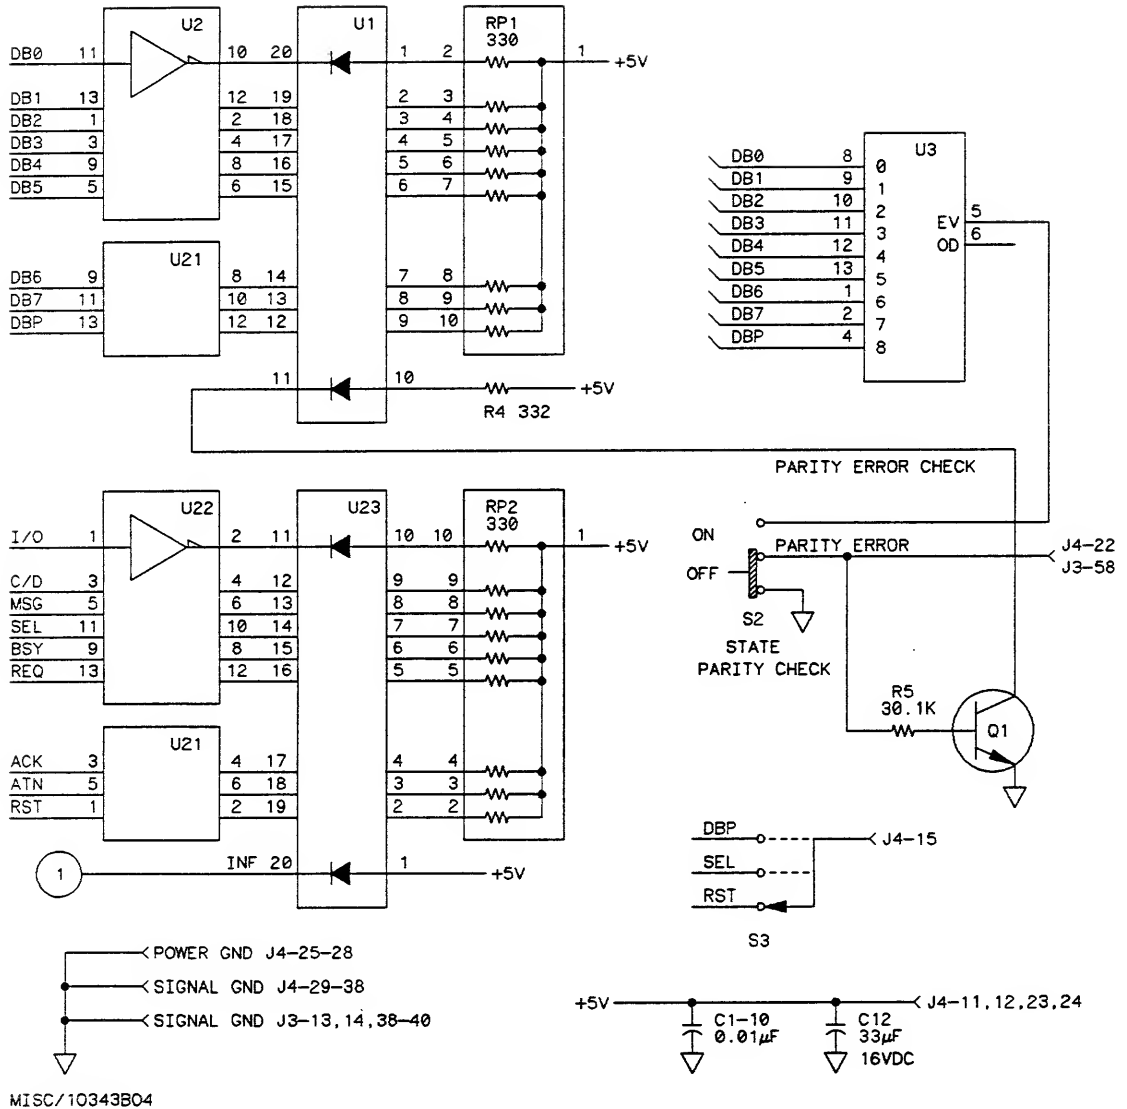 U2 U1 RP1
330
DB0 11 10 20 1 2 1 +5V
DB1 13 12 19 2 3
DB2 1 2 18 3 4
DB3 3 4 17 4 5
DB4 9 8 16 5 6
DB5 5 6 15 6 7
U21
DB6 9 8 14 7 8
DB7 11 10 13 8 9
DBP 13 12 12 9 10
11 10 +5V
R4 332
U3
DB0 8 0
DB1 9 1
DB2 10 2
DB3 11 3
DB4 12 4
DB5 13 5
DB6 1 6
DB7 2 7
DBP 4 8
EV 5
OD 6
PARITY ERROR CHECK
U22 U23 RP2
330
I/O 1 2 11 10 10 1 +5V
C/D 3 4 12 9 9
MSG 5 6 13 8 8
SEL 11 10 14 7 7
BSY 9 8 15 6 6
REQ 13 12 16 5 5
U21
ACK 3 4 17 4 4
ATN 5 6 18 3 3
RST 1 2 19 2 2
1 INF 20 1 +5V
ON
PARITY ERROR
J4-22
J3-58
OFF
S2
STATE
PARITY CHECK
R5
30.1K
Q1
DBP
SEL
RST
J4-15
S3
POWER GND J4-25-28
SIGNAL GND J4-29-38
SIGNAL GND J3-13,14,38-40
+5V J4-11,12,23,24
C1-10
0.01µF
C12
33µF
16VDC
MISC/10343B04